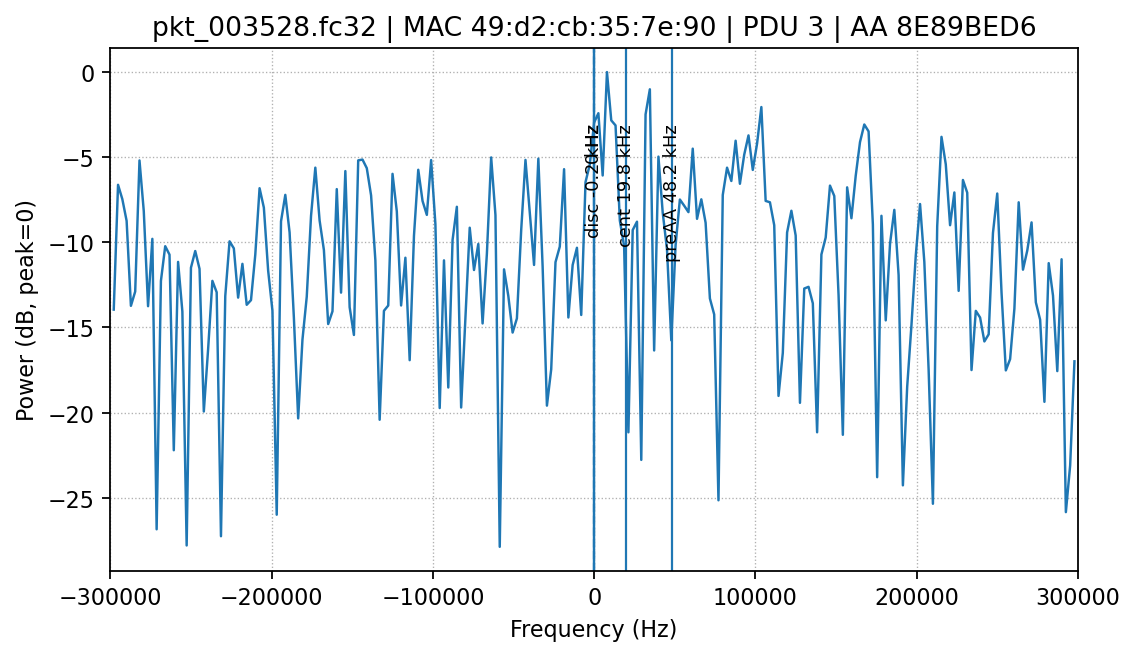 pkt_003528.fc32 | MAC 49:d2:cb:35:7e:90 | PDU 3 | AA 8E89BED6
Power (dB, peak=0)
0
−5
−10
−15
−20
−25
disc -0.20kHz
cent 19.8 kHz
preAA 48.2 kHz
−300000
−200000
−100000
0
100000
200000
300000
Frequency (Hz)